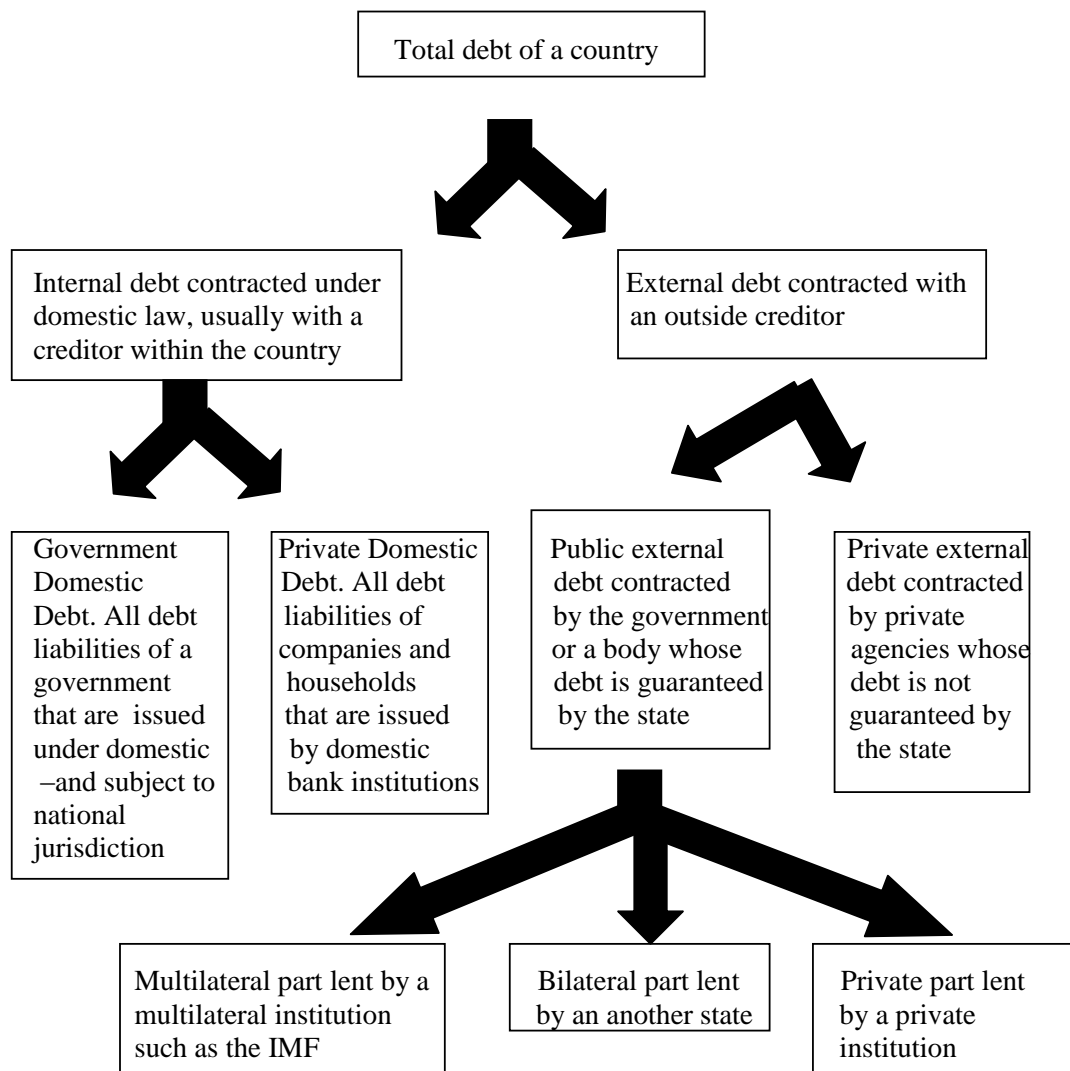 Total debt of a country
Internal debt contracted under
domestic law, usually with a
creditor within the country
External debt contracted with
an outside creditor
Government
Domestic
Debt. All debt
liabilities of a
government
that are issued
under domestic
–and subject to
national
jurisdiction
Private Domestic
Debt. All debt
liabilities of
companies and
households
that are issued
by domestic
bank institutions
Public external
debt contracted
by the government
or a body whose
debt is guaranteed
by the state
Private external
debt contracted
by private
agencies whose
debt is not
guaranteed by
the state
Multilateral part lent by a
multilateral institution
such as the IMF
Bilateral part lent
by an another state
Private part lent
by a private
institution